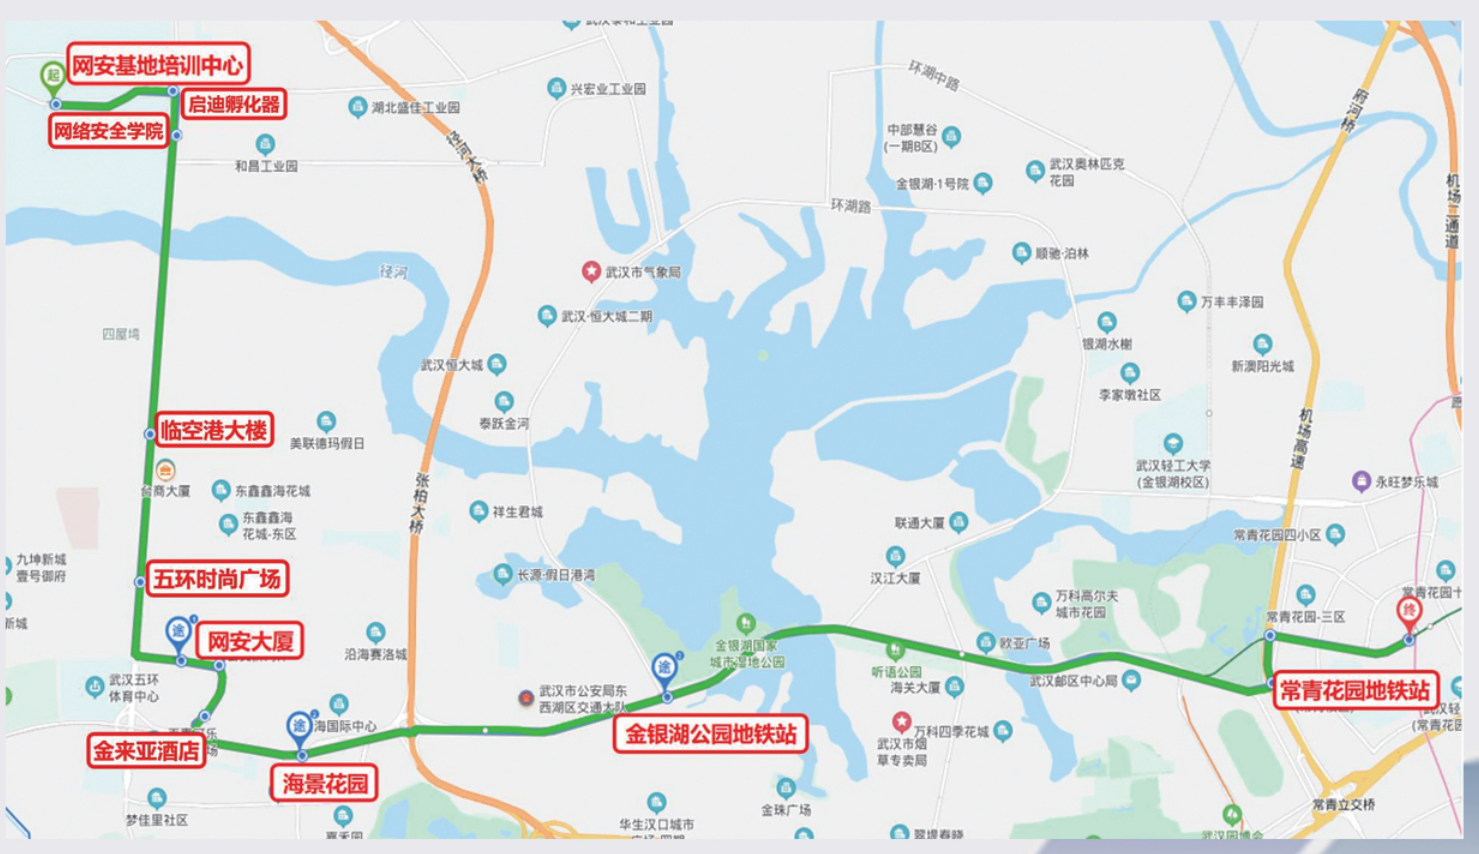 网安基地培训中心
起
启迪孵化器
网络安全学院
湖北盛佳工业园
兴宏业工业园
和昌工业园
径河大桥
环湖中路
中部慧谷
(一期B区)
武汉奥林匹克
花园
金银湖·1号院
环湖路
府河桥
机场二通道
顺驰·泊林
径河
武汉市气象局
武汉·恒大城二期
万丰丰泽园
四屋塆
银湖水榭
新澳阳光城
武汉恒大城
李家墩社区
泰跃金河
临空港大楼
美联德玛假日
机场高速
台商大厦
东鑫鑫海花城
东鑫鑫海
花城-东区
张柏大桥
祥生君城
武汉轻工大学
(金银湖校区)
永旺梦乐城
联通大厦
常青花园四小区
九坤新城
壹号御府
五环时尚广场
长源·假日港湾
汉江大厦
万科高尔夫
城市花园
常青花园-三区
常青花园十
终
新城
途
网安大厦
沿海赛洛城
金银湖国家
城市湿地公园
欧亚广场
听语公园
途
武汉五环
体育中心
武汉市公安局东
西湖区交通大队
海关大厦
武汉邮区中心局
常青花园地铁站
金银湖公园地铁站
途
海国际中心
万科四季花城
武汉市烟
草专卖局
金来亚酒店
海景花园
梦佳里社区
华生汉口城市
金珠广场
常青立交桥
翠堤春晓
武汉园博会